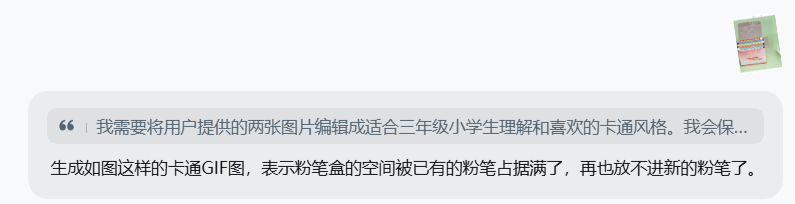 我需要将用户提供的两张图片编辑成适合三年级小学生理解和喜欢的卡通风格。我会保...
生成如图这样的卡通GIF图，表示粉笔盒的空间被已有的粉笔占据满了，再也放不进新的粉笔了。